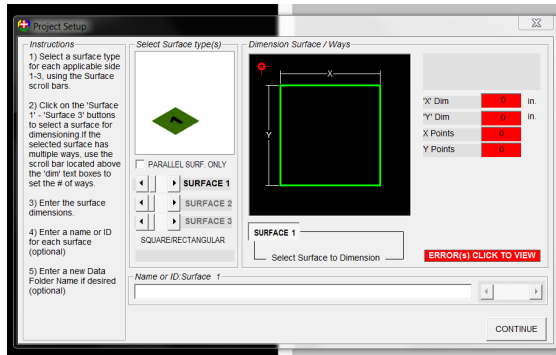 Project Setup
Instructions
1) Select a surface type
for each applicable side
1-3, using the Surface
scroll bars.
2) Click on the 'Surface
1' - 'Surface 3' buttons
to select a surface for
dimensioning.If the
selected surface has
multiple ways, use the
scroll bar located above
the 'dim' text boxes to
set the # of ways.
3) Enter the surface
dimensions.
4) Enter a name or ID
for each surface
(optional)
5) Enter a new Data
Folder Name if desired
(optional)
Select Surface type(s)
1
PARALLEL SURF. ONLY
SURFACE 1
SURFACE 2
SURFACE 3
SQUARE/RECTANGULAR
Dimension Surface / Ways
X
Y
SURFACE 1
Select Surface to Dimension
'X' Dim 0 in.
'Y' Dim 0 in.
X Points 0
Y Points 0
ERROR(s) CLICK TO VIEW
Name or ID:Surface 1
CONTINUE